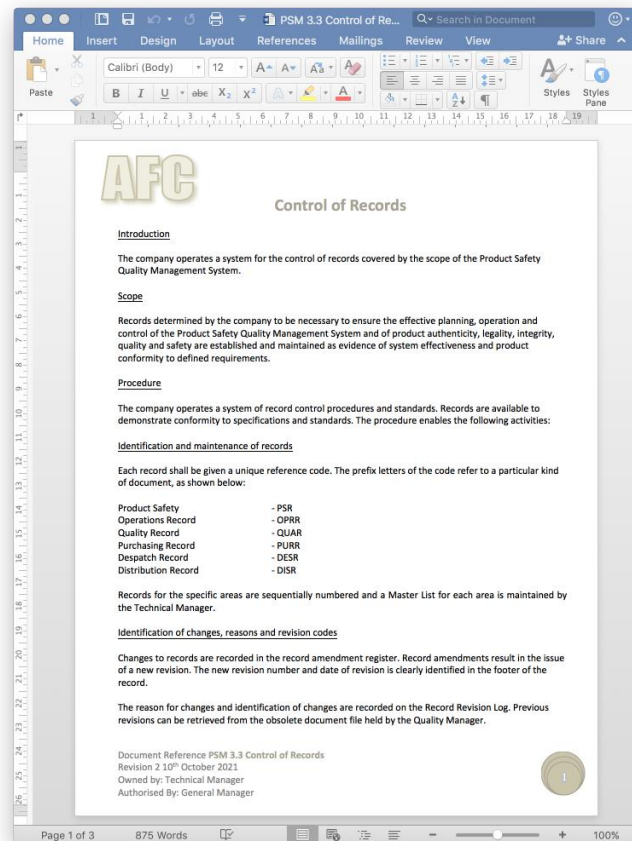 PSM 3.3 Control of Re...
Search in Document
Home Insert Design Layout References Mailings Review View Share
Paste
Calibri (Body) 12
B I U abc X₂ X²
Styles
Styles Pane
AFC
Control of Records
Introduction
The company operates a system for the control of records covered by the scope of the Product Safety
Quality Management System.
Scope
Records determined by the company to be necessary to ensure the effective planning, operation and
control of the Product Safety Quality Management System and of product authenticity, legality, integrity,
quality and safety are established and maintained as evidence of system effectiveness and product
conformity to defined requirements.
Procedure
The company operates a system of record control procedures and standards. Records are available to
demonstrate conformity to specifications and standards. The procedure enables the following activities:
Identification and maintenance of records
Each record shall be given a unique reference code. The prefix letters of the code refer to a particular kind
of document, as shown below:
Product Safety - PSR
Operations Record - OPRR
Quality Record - QUAR
Purchasing Record - PURR
Despatch Record - DESR
Distribution Record - DISR
Records for the specific areas are sequentially numbered and a Master List for each area is maintained by
the Technical Manager.
Identification of changes, reasons and revision codes
Changes to records are recorded in the record amendment register. Record amendments result in the issue
of a new revision. The new revision number and date of revision is clearly identified in the footer of the
record.
The reason for changes and identification of changes are recorded on the Record Revision Log. Previous
revisions can be retrieved from the obsolete document file held by the Quality Manager.
Document Reference PSM 3.3 Control of Records
Revision 2 10th October 2021
Owned by: Technical Manager
Authorised By: General Manager
1
Page 1 of 3 875 Words 100%